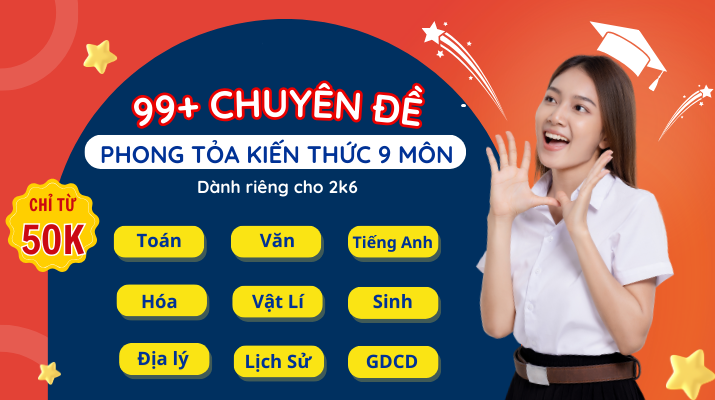 99+ CHUYÊN ĐỀ
PHONG TỎA KIẾN THỨC 9 MÔN
Dành riêng cho 2k6
CHỈ TỪ
50K
Toán
Văn
Tiếng Anh
Hóa
Vật Lí
Sinh
Địa lý
Lịch Sử
GDCD